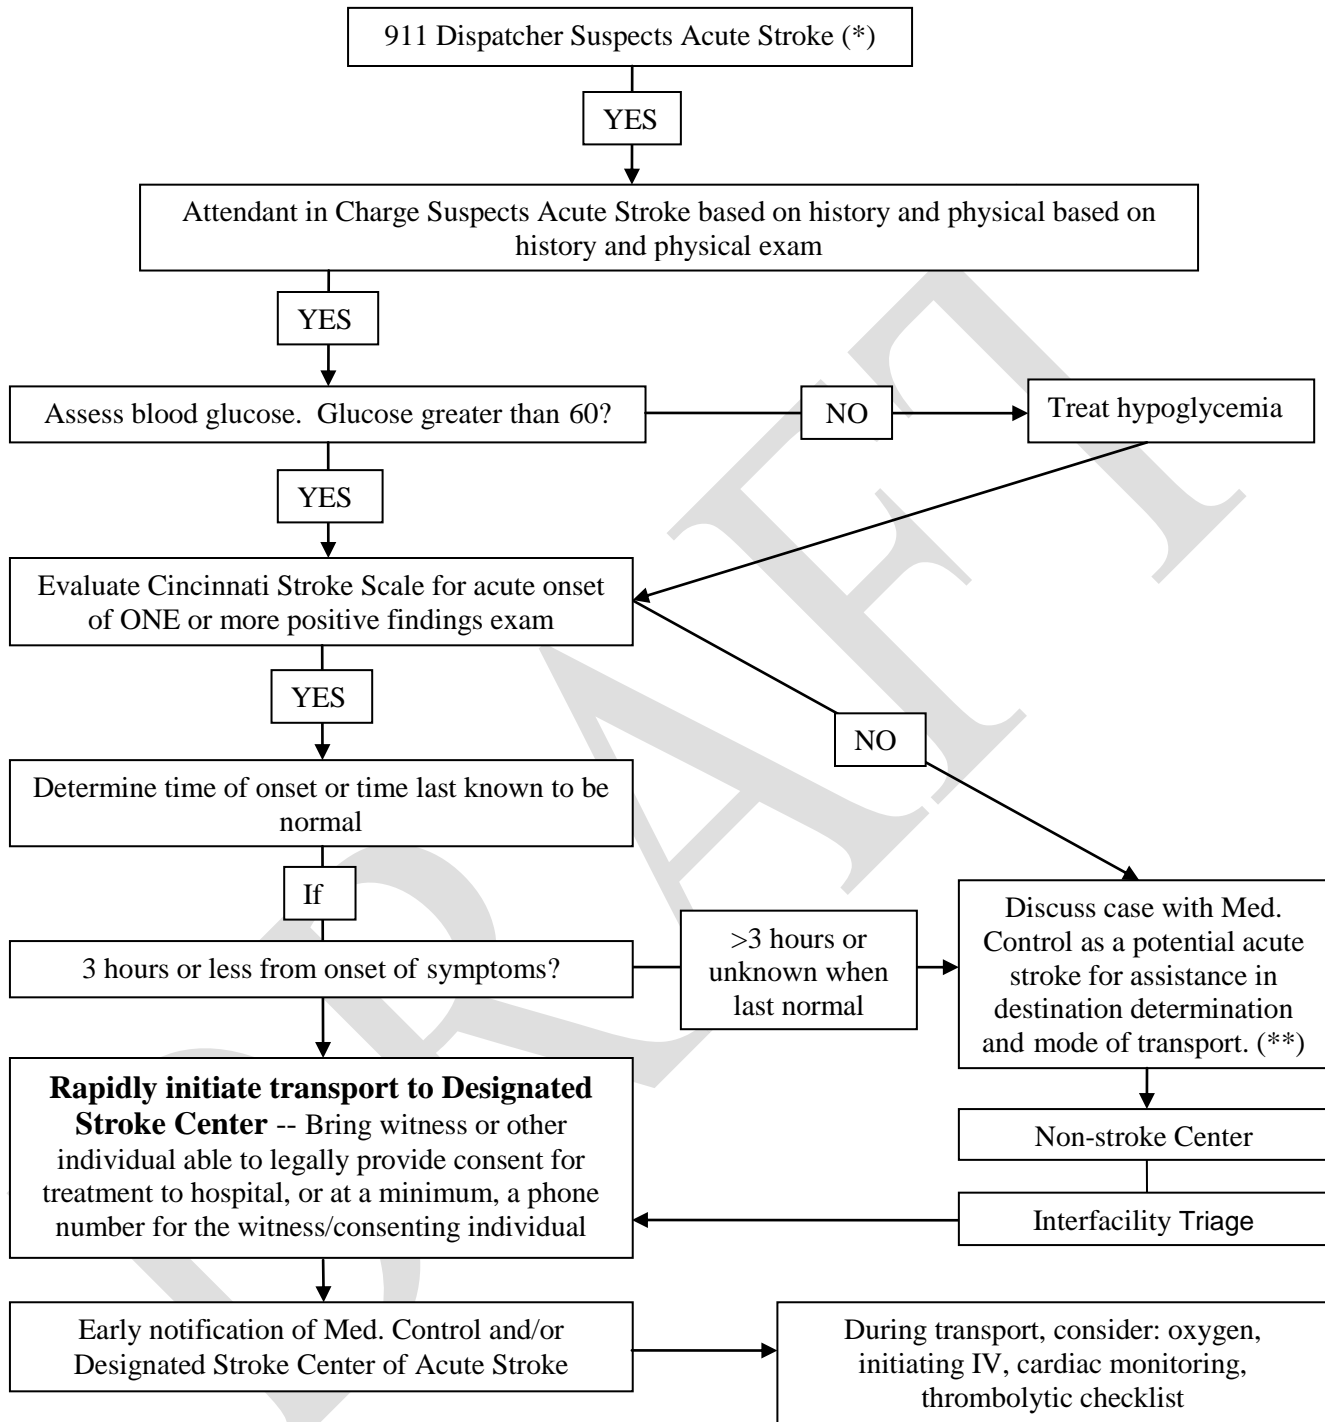 911 Dispatcher Suspects Acute Stroke (*)
YES
Attendant in Charge Suspects Acute Stroke based on history and physical based on
history and physical exam
YES
Assess blood glucose.  Glucose greater than 60?
NO
Treat hypoglycemia
YES
Evaluate Cincinnati Stroke Scale for acute onset
of ONE or more positive findings exam
YES
NO
Determine time of onset or time last known to be
normal
If
3 hours or less from onset of symptoms?
>3 hours or
unknown when
last normal
Discuss case with Med.
Control as a potential acute
stroke for assistance in
destination determination
and mode of transport. (**)
Rapidly initiate transport to Designated
Stroke Center -- Bring witness or other
individual able to legally provide consent for
treatment to hospital, or at a minimum, a phone
number for the witness/consenting individual
Non-stroke Center
Interfacility Triage
Early notification of Med. Control and/or
Designated Stroke Center of Acute Stroke
During transport, consider: oxygen,
initiating IV, cardiac monitoring,
thrombolytic checklist
DRAFT